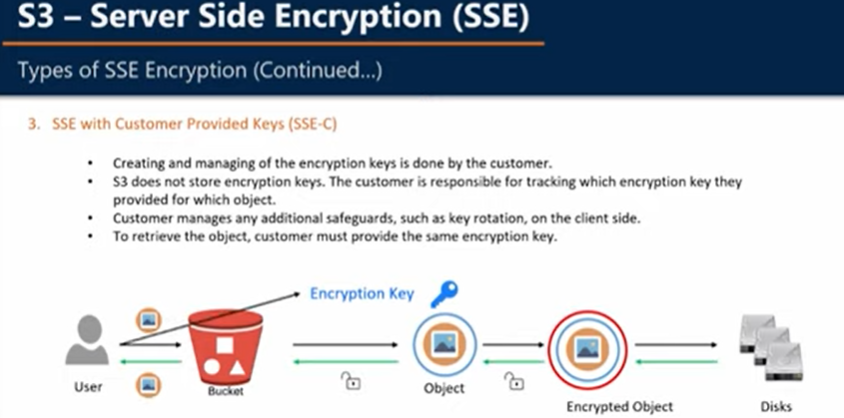 S3 – Server Side Encryption (SSE)
Types of SSE Encryption (Continued...)
3. SSE with Customer Provided Keys (SSE-C)
• Creating and managing of the encryption keys is done by the customer.
• S3 does not store encryption keys. The customer is responsible for tracking which encryption key they
provided for which object.
• Customer manages any additional safeguards, such as key rotation, on the client side.
• To retrieve the object, customer must provide the same encryption key.
Encryption Key
User
Bucket
Object
Encrypted Object
Disks